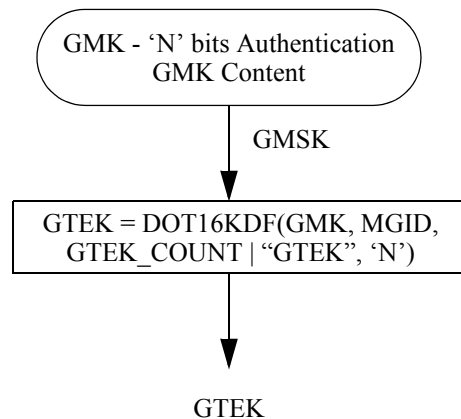 GMK - ‘N’ bits Authentication
GMK Content
GMSK
GTEK = DOT16KDF(GMK, MGID,
GTEK_COUNT | “GTEK”, ‘N’)
GTEK